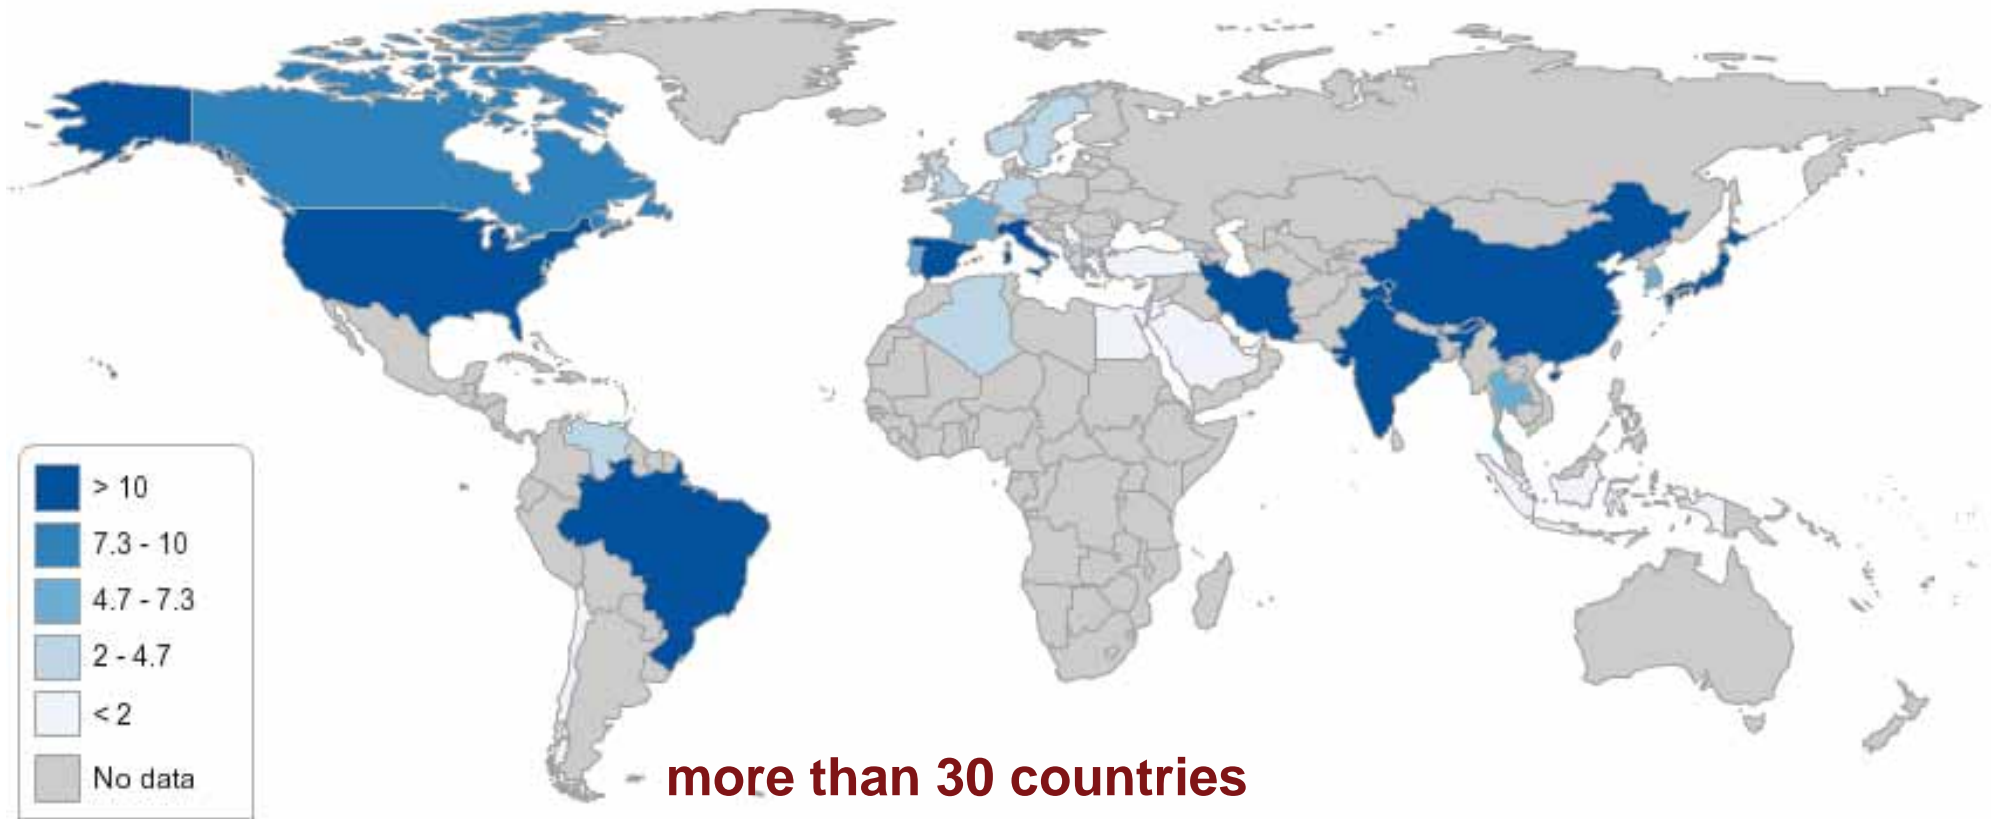 > 10
7.3 - 10
4.7 - 7.3
2 - 4.7
< 2
No data
more than 30 countries